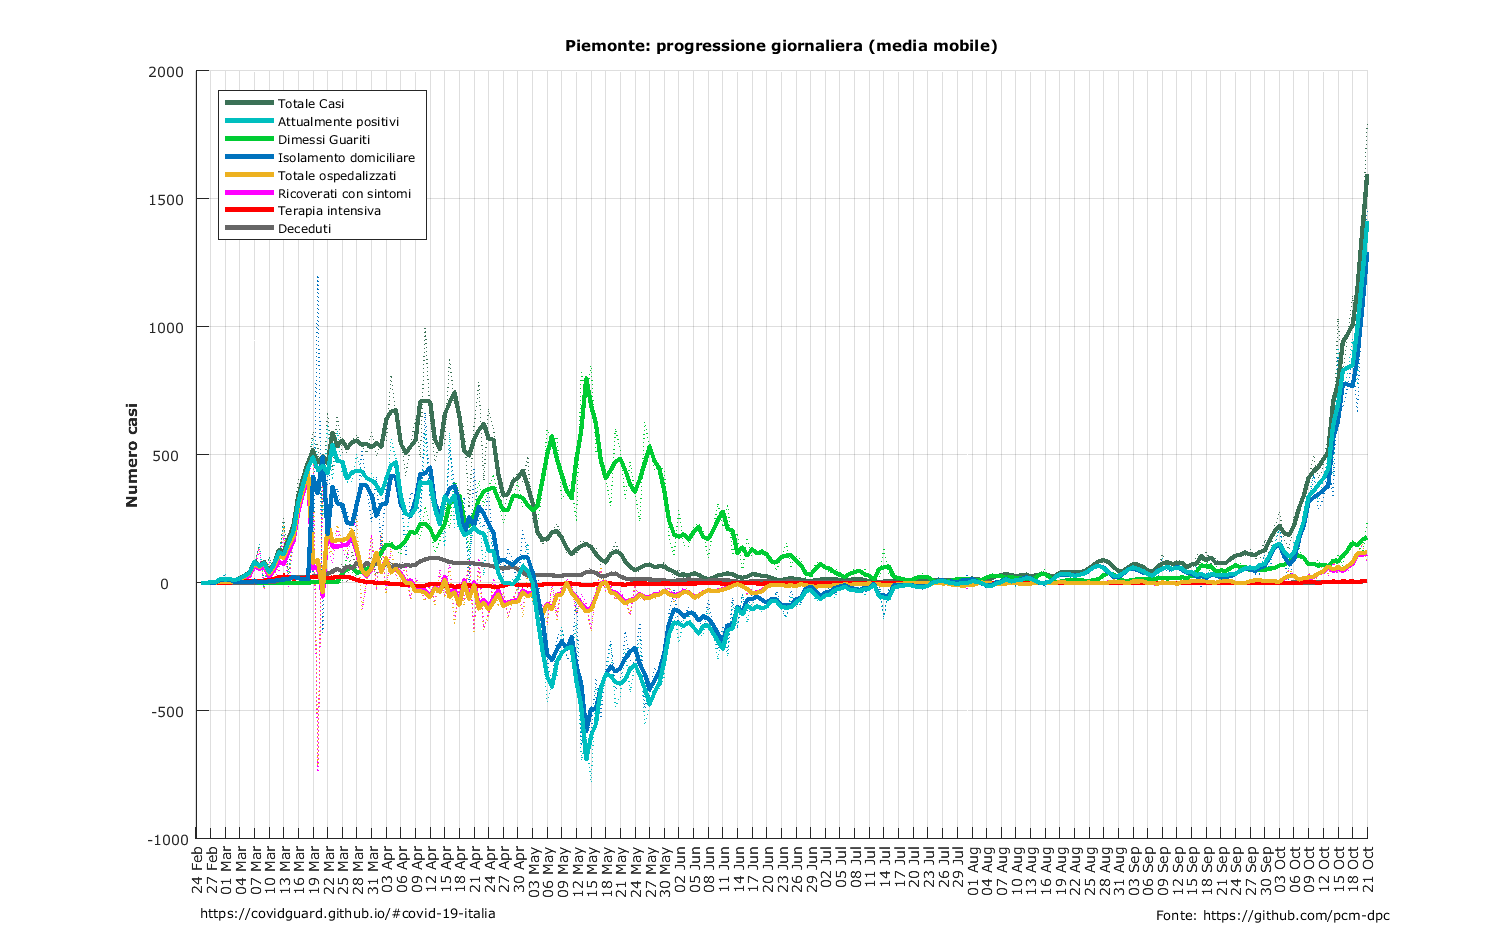 Piemonte: progressione giornaliera (media mobile)
Numero casi
2000
1500
1000
500
0
-500
-1000
Totale Casi
Attualmente positivi
Dimessi Guariti
Isolamento domiciliare
Totale ospedalizzati
Ricoverati con sintomi
Terapia intensiva
Deceduti
24 Feb
27 Feb
01 Mar
04 Mar
07 Mar
10 Mar
13 Mar
16 Mar
19 Mar
22 Mar
25 Mar
28 Mar
31 Mar
03 Apr
06 Apr
09 Apr
12 Apr
15 Apr
18 Apr
21 Apr
24 Apr
27 Apr
30 Apr
03 May
06 May
09 May
12 May
15 May
18 May
21 May
24 May
27 May
30 May
02 Jun
05 Jun
08 Jun
11 Jun
14 Jun
17 Jun
20 Jun
23 Jun
26 Jun
29 Jun
02 Jul
05 Jul
08 Jul
11 Jul
14 Jul
17 Jul
20 Jul
23 Jul
26 Jul
29 Jul
01 Aug
04 Aug
07 Aug
10 Aug
13 Aug
16 Aug
19 Aug
22 Aug
25 Aug
28 Aug
31 Aug
03 Sep
06 Sep
09 Sep
12 Sep
15 Sep
18 Sep
21 Sep
24 Sep
27 Sep
30 Sep
03 Oct
06 Oct
09 Oct
12 Oct
15 Oct
18 Oct
21 Oct
https://covidguard.github.io/#covid-19-italia
Fonte: https://github.com/pcm-dpc